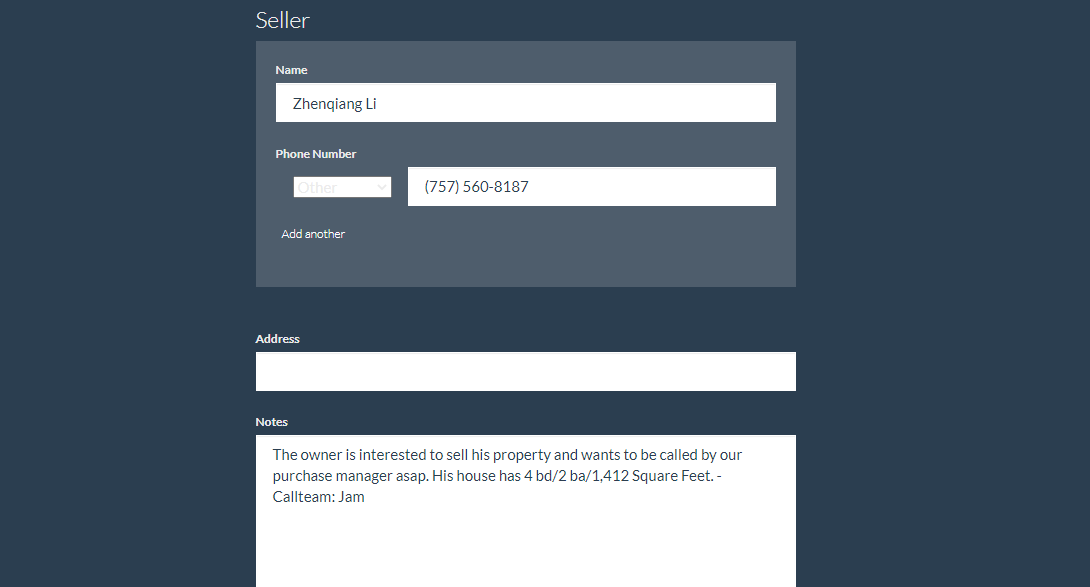 Seller
Name
Zhenqiang Li
Phone Number
Other
(757) 560-8187
Add another
Address
Notes
The owner is interested to sell his property and wants to be called by our
purchase manager asap. His house has 4 bd/2 ba/1,412 Square Feet. -
Callteam: Jam